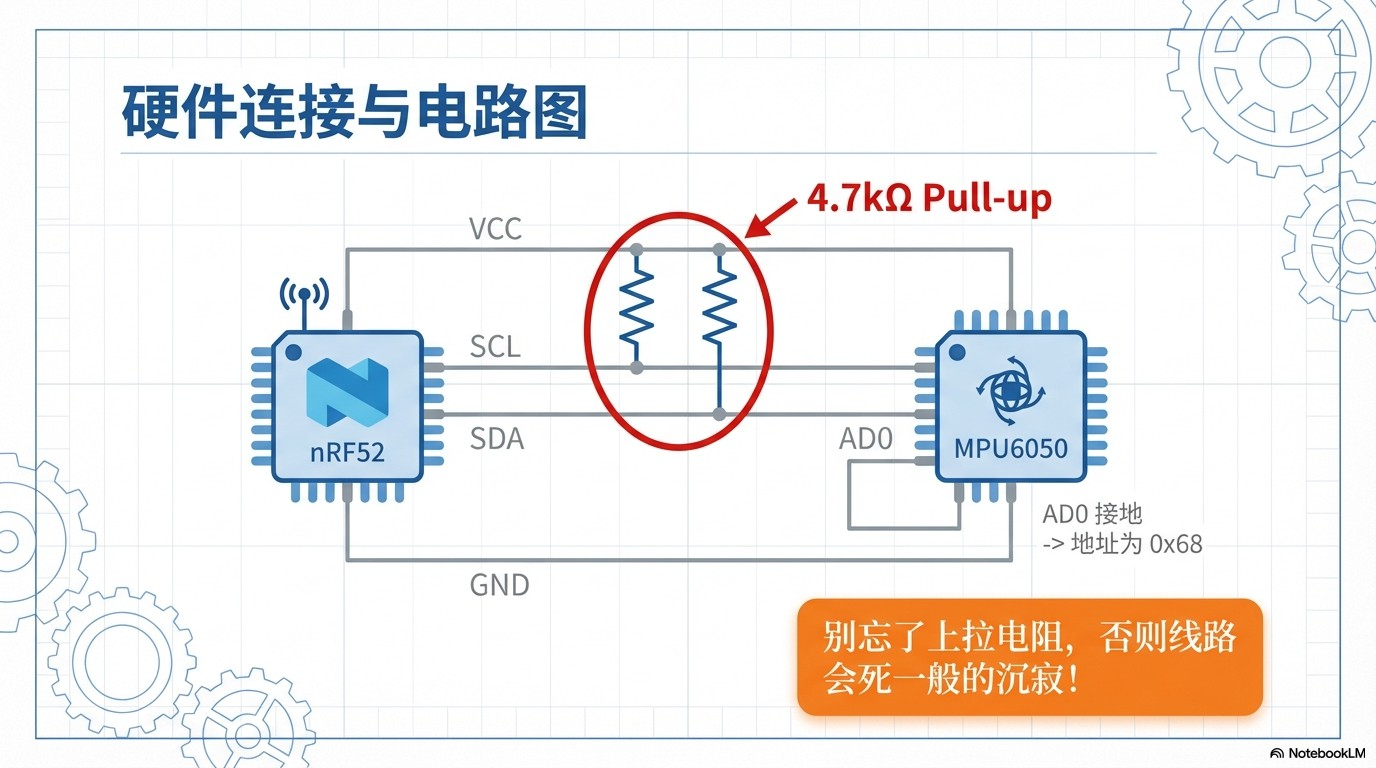 硬件连接与电路图
4.7kΩ Pull-up
VCC
SCL
SDA
AD0
nRF52
MPU6050
AD0 接地
-> 地址为 0x68
GND
别忘了上拉电阻，否则线路
会死一般的沉寂！
NotebookLM